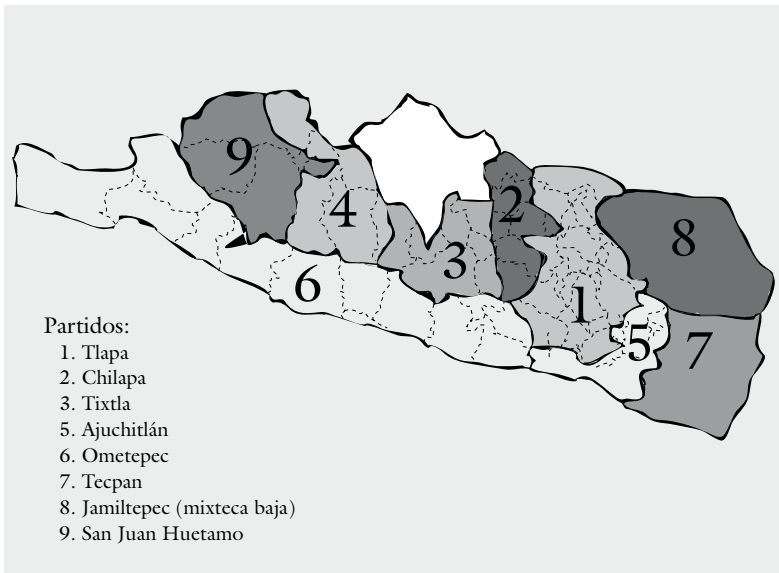 9
2
4
8
3
6
1
5
7
Partidos:
1. Tlapa
2. Chilapa
3. Tixtla
5. Ajuchitlán
6. Ometepec
7. Tecpan
8. Jamiltepec (mixteca baja)
9. San Juan Huetamo